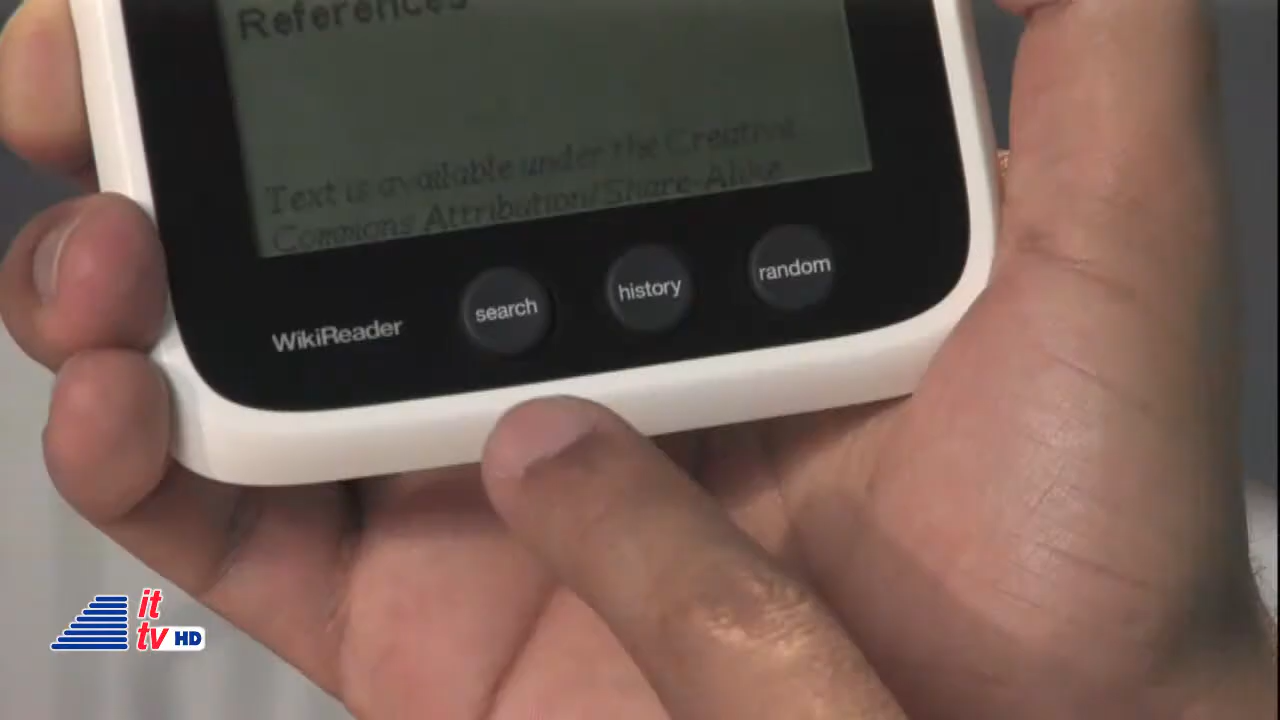 References
Text is available under the Creative
Commons Attribution/Share-Alike
WikiReader
search
history
random
it
tv HD